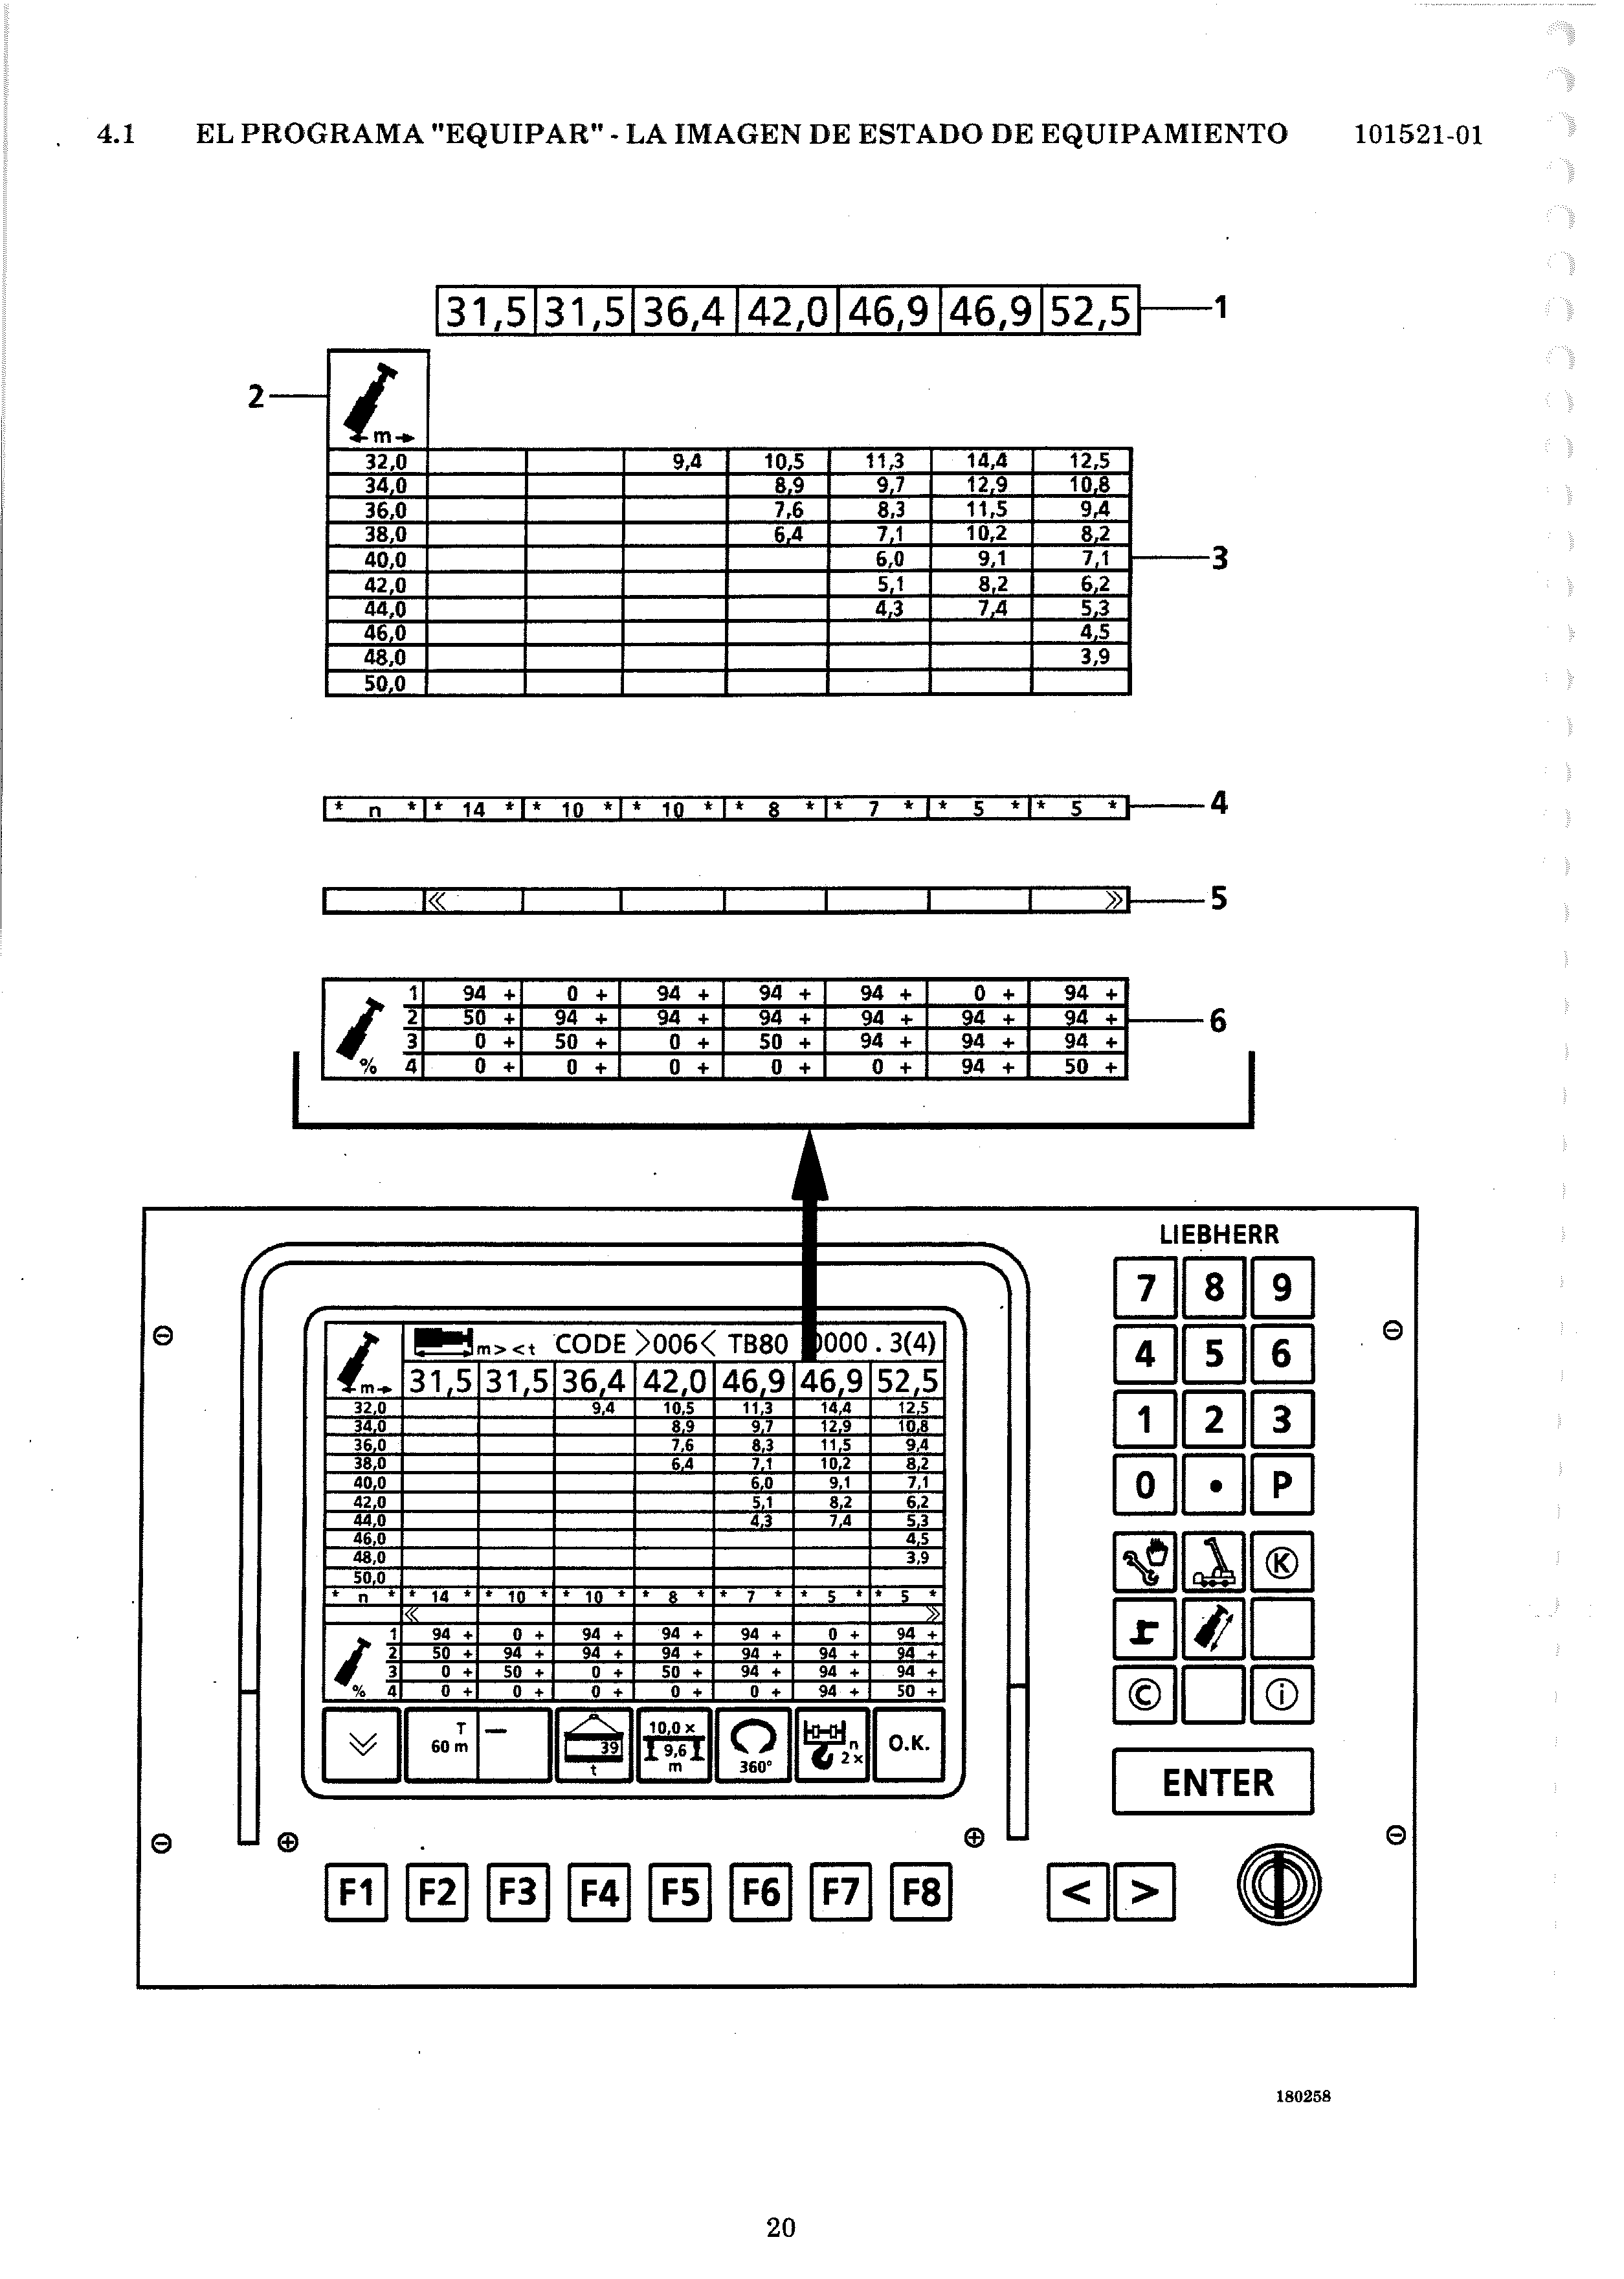 4.1 EL PROGRAMA "EQUIPAR" - LA IMAGEN DE ESTADO DE EQUIPAMIENTO 101521-01
31,5 31,5 36,4 42,0 46,9 46,9 52,5 1
2
m
32,0 9,4 10,5 11,3 14,4 12,5
34,0 8,9 9,7 12,9 10,8
36,0 7,6 8,3 11,5 9,4
38,0 6,4 7,1 10,2 8,2
40,0 6,0 9,1 7,1 3
42,0 5,1 8,2 6,2
44,0 4,3 7,4 5,3
46,0 4,5
48,0 3,9
50,0
* n * * 14 * * 10 * * 10 * * 8 * * 7 * * 5 * * 5 * 4
« » 5
1 94 + 0 + 94 + 94 + 94 + 0 + 94 +
2 50 + 94 + 94 + 94 + 94 + 94 + 94 + 6
3 0 + 50 + 0 + 50 + 94 + 94 + 94 +
% 4 0 + 0 + 0 + 0 + 0 + 94 + 50 +
LIEBHERR
m > < t CODE >006< TB80 0000 . 3(4)
m 31,5 31,5 36,4 42,0 46,9 46,9 52,5
32,0 9,4 10,5 11,3 14,4 12,5
34,0 8,9 9,7 12,9 10,8
36,0 7,6 8,3 11,5 9,4
38,0 6,4 7,1 10,2 8,2
40,0 6,0 9,1 7,1
42,0 5,1 8,2 6,2
44,0 4,3 7,4 5,3
46,0 4,5
48,0 3,9
50,0
* n * * 14 * * 10 * * 10 * * 8 * * 7 * * 5 * * 5 *
« »
1 94 + 0 + 94 + 94 + 94 + 0 + 94 +
2 50 + 94 + 94 + 94 + 94 + 94 + 94 +
3 0 + 50 + 0 + 50 + 94 + 94 + 94 +
% 4 0 + 0 + 0 + 0 + 0 + 94 + 50 +
T
60 m
—
39
t
10,0 x
9,6
m
360°
n
2 x
O.K.
7 8 9
4 5 6
1 2 3
0 • P
K
C i
ENTER
F1 F2 F3 F4 F5 F6 F7 F8 < >
180258
20